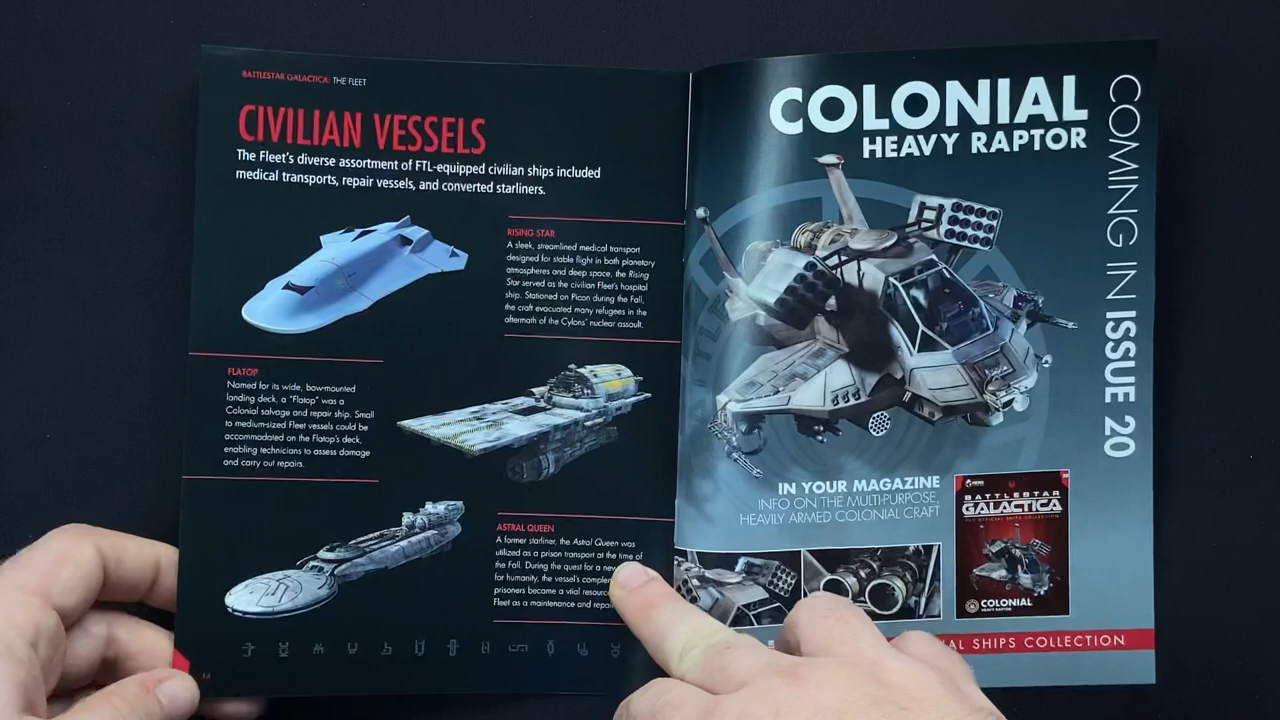 BATTLESTAR GALACTICA: THE FLEET
CIVILIAN VESSELS
The Fleet's diverse assortment of FTL-equipped civilian ships included
medical transports, repair vessels, and converted starliners.
RISING STAR
A sleek, streamlined medical transport
designed for stable flight in both planetary
atmospheres and deep space, the Rising
Star served as the civilian Fleet's hospital
ship. Stationed on Picon during the Fall,
the craft evacuated many refugees in the
aftermath of the Cylons' nuclear assault.
FLATOP
Named for its wide, bow-mounted
landing deck, a "Flatop" was a
Colonial salvage and repair ship. Small
to medium-sized Fleet vessels could be
accommodated on the Flatop's deck,
enabling technicians to assess damage
and carry out repairs.
ASTRAL QUEEN
A former starliner, the Astral Queen was
utilized as a prison transport at the time of
the Fall. During the quest for a new
for humanity, the vessel's
prisoners became a vtial
Fleet as a maintenance and
COLONIAL
HEAVY RAPTOR
COMING IN ISSUE 20
IN YOUR MAGAZINE
INFO ON THE MULTI-PURPOSE,
HEAVILY ARMED COLONIAL CRAFT
BATTLESTAR
GALACTICA
THE OFFICIAL SHIPS COLLECTION
COLONIAL
HEAVY RAPTOR
SHIPS COLLECTION